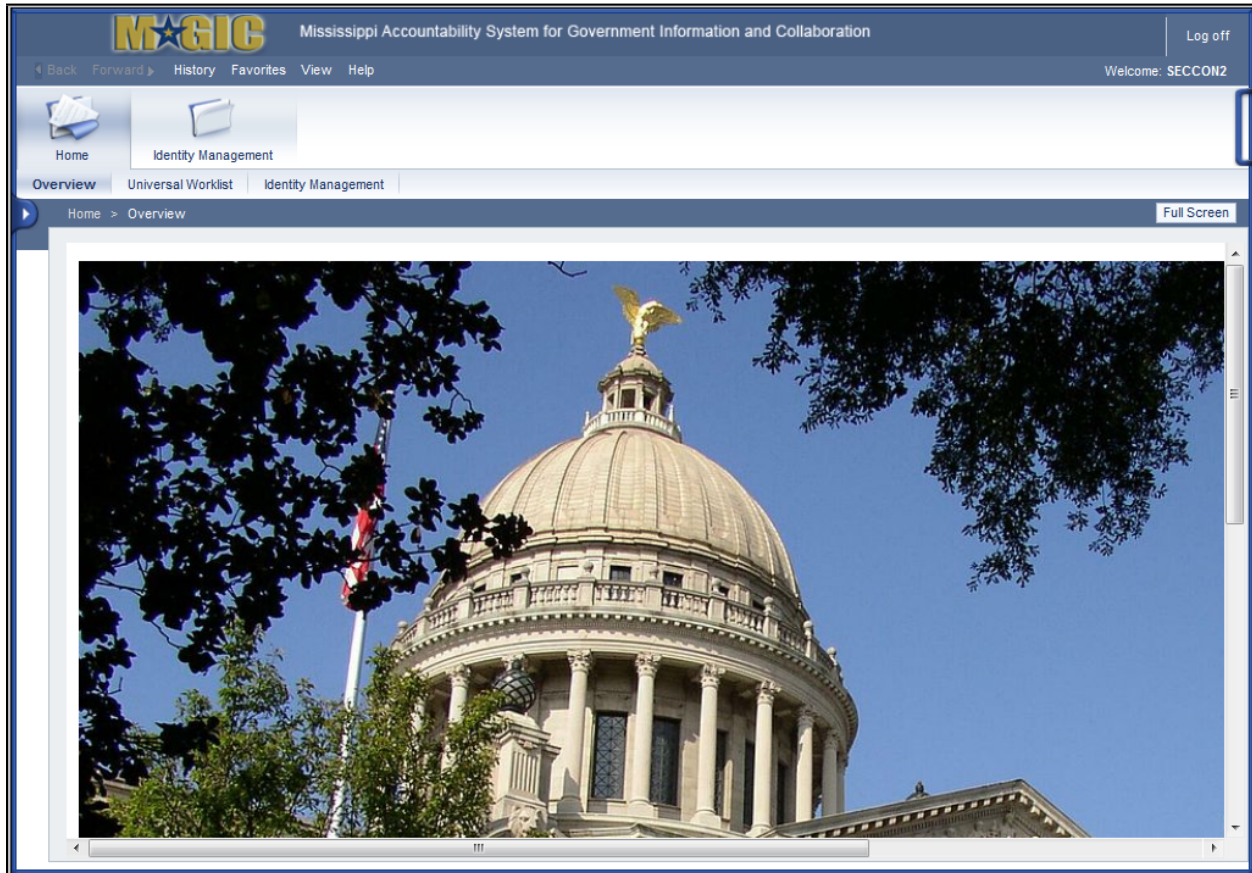 M★GIC Mississippi Accountability System for Government Information and Collaboration Log off
Back Forward History Favorites View Help Welcome: SECCON2
Home Identity Management
Overview Universal Worklist Identity Management
Home > Overview Full Screen